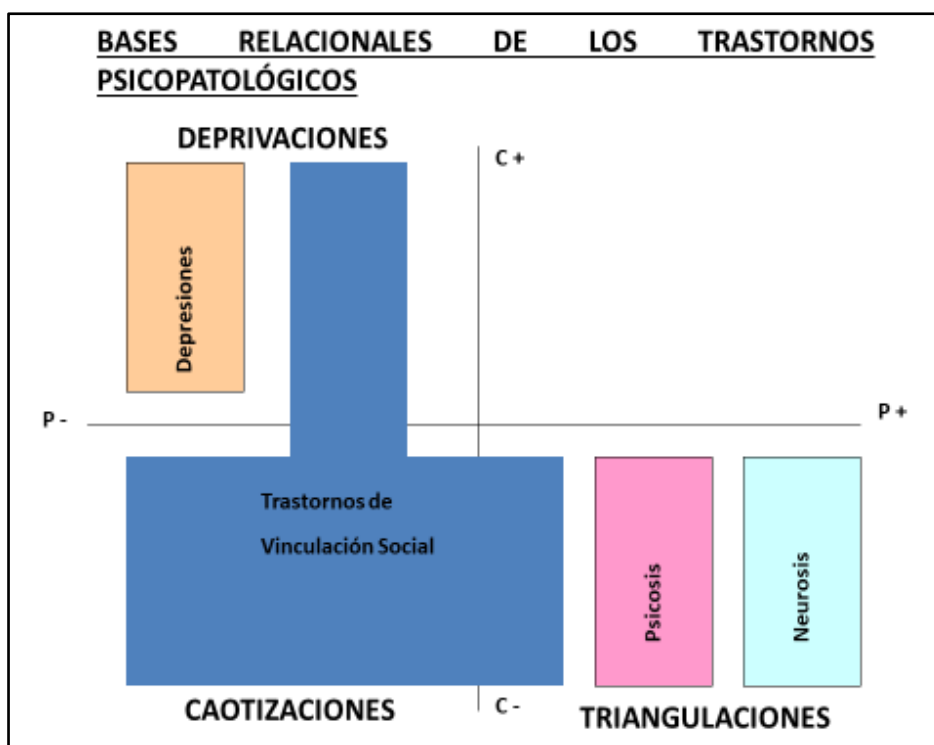 BASES RELACIONALES DE LOS TRASTORNOS
PSICOPATOLÓGICOS
DEPRIVACIONES
C +
Depresiones
P -
P +
Trastornos de
Vinculación Social
Psicosis
Neurosis
CAOTIZACIONES
C -
TRIANGULACIONES